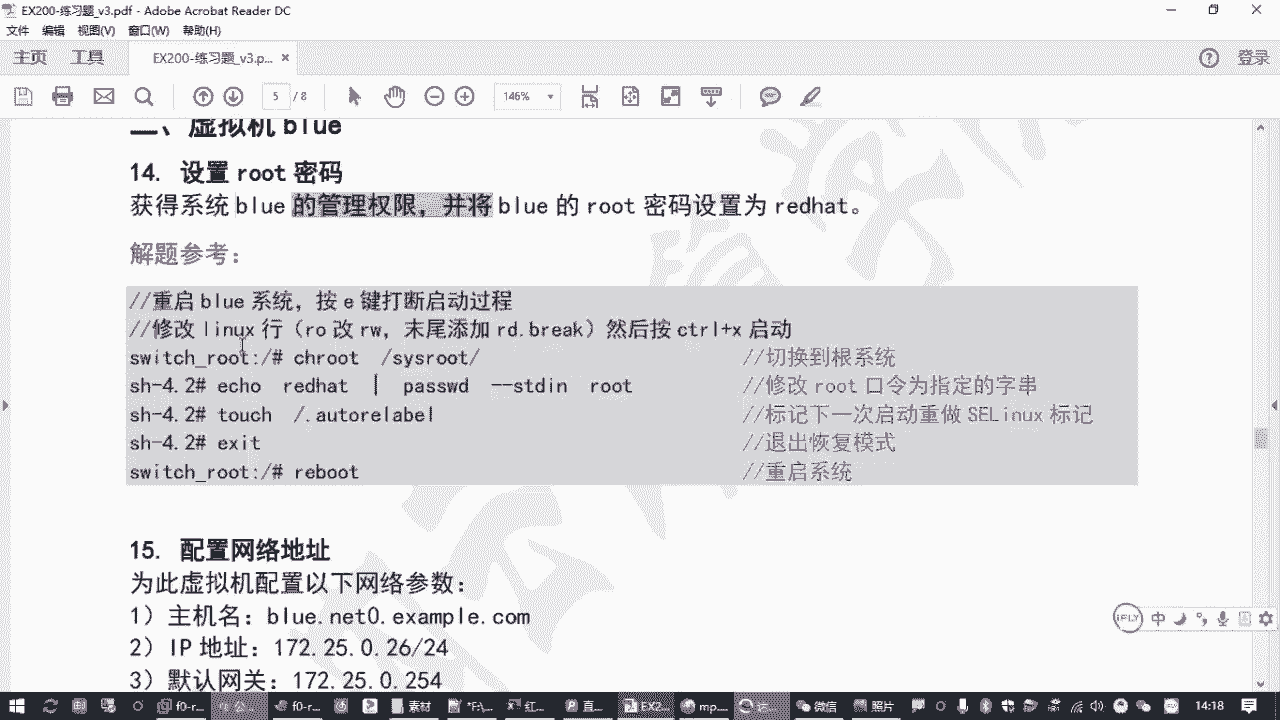 EX200-练习题_v3.pdf - Adobe Acrobat Reader DC
文件 编辑 视图(V) 窗口(W) 帮助(H)
主页 工具 EX200-练习题_v3.p... × 登录
5 / 8 146%
二、虚拟机 blue
14. 设置 root 密码
获得系统 blue 的管理权限，并将 blue 的 root 密码设置为 redhat。
解题参考：
//重启 blue 系统，按 e 键打断启动过程
//修改 linux 行（ro 改 rw，末尾添加 rd.break）然后按 ctrl+x 启动
switch_root:/# chroot /sysroot/ //切换到根系统
sh-4.2# echo redhat | passwd --stdin root //修改 root 口令为指定的字串
sh-4.2# touch /.autorelabel //标记下一次启动重做 SELinux 标记
sh-4.2# exit //退出恢复模式
switch_root:/# reboot //重启系统
15. 配置网络地址
为此虚拟机配置以下网络参数：
1）主机名：blue.net0.example.com
2）IP 地址：172.25.0.26/24
3）默认网关：172.25.0.254
iFLY 中
f0-r... f0-r... 素材 红... 直... EX2... mp... 记... 微信 照片 14:18